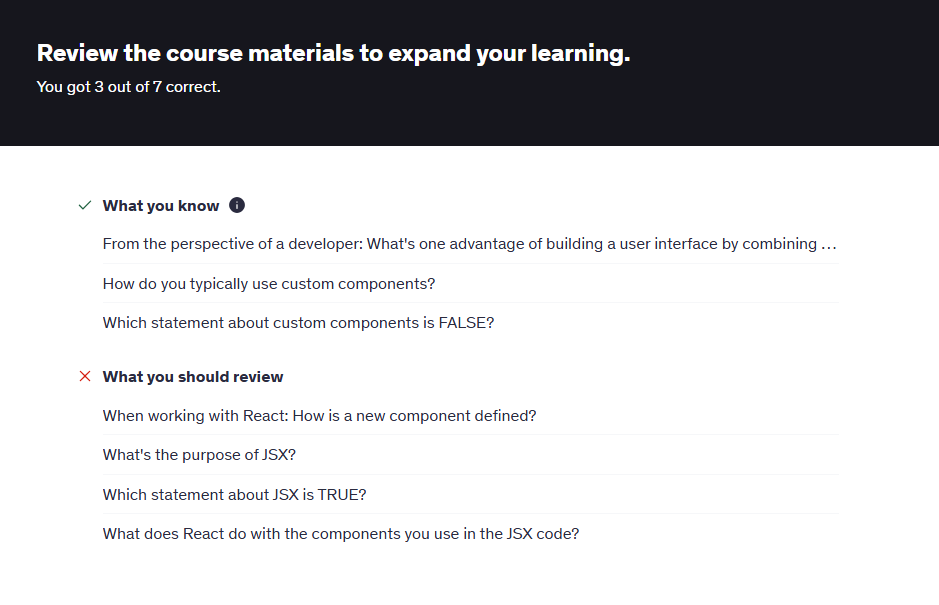 Review the course materials to expand your learning.
You got 3 out of 7 correct.
What you know
From the perspective of a developer: What's one advantage of building a user interface by combining …
How do you typically use custom components?
Which statement about custom components is FALSE?
What you should review
When working with React: How is a new component defined?
What's the purpose of JSX?
Which statement about JSX is TRUE?
What does React do with the components you use in the JSX code?